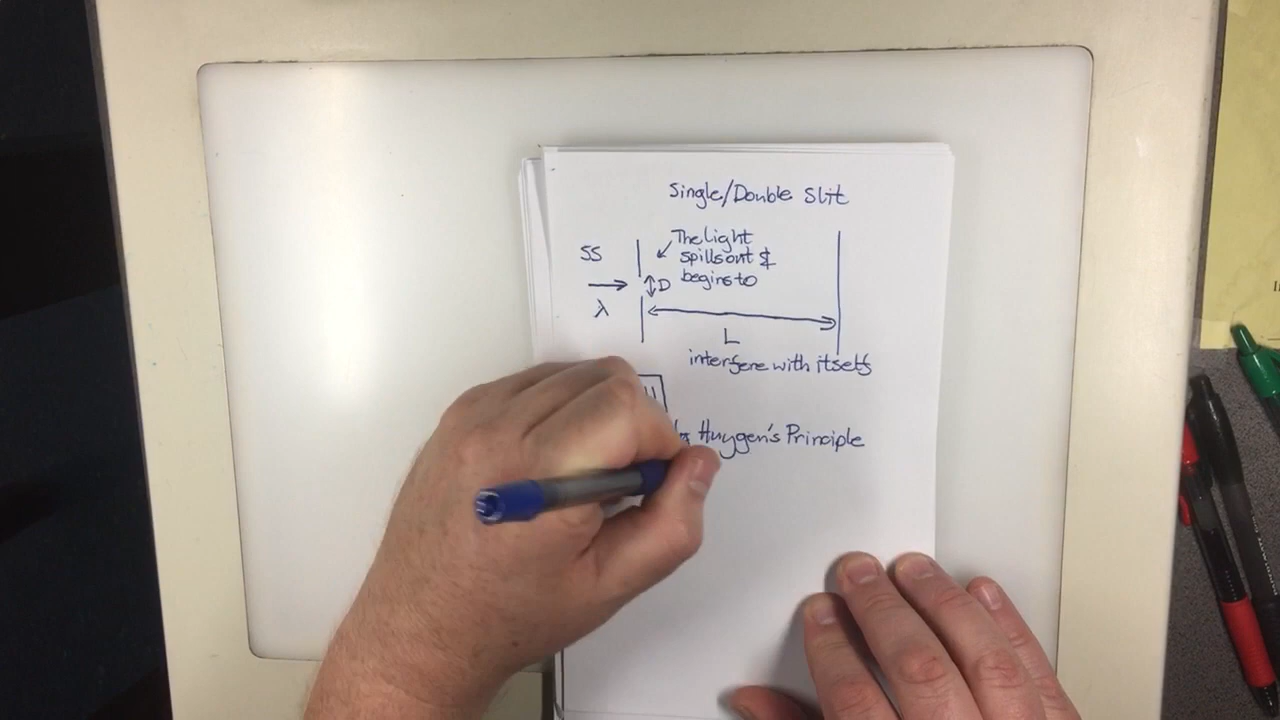 Single/Double Slit
The light
SS
spills out &
D
begins to
λ
L
interfere with itself
Huygen's Principle